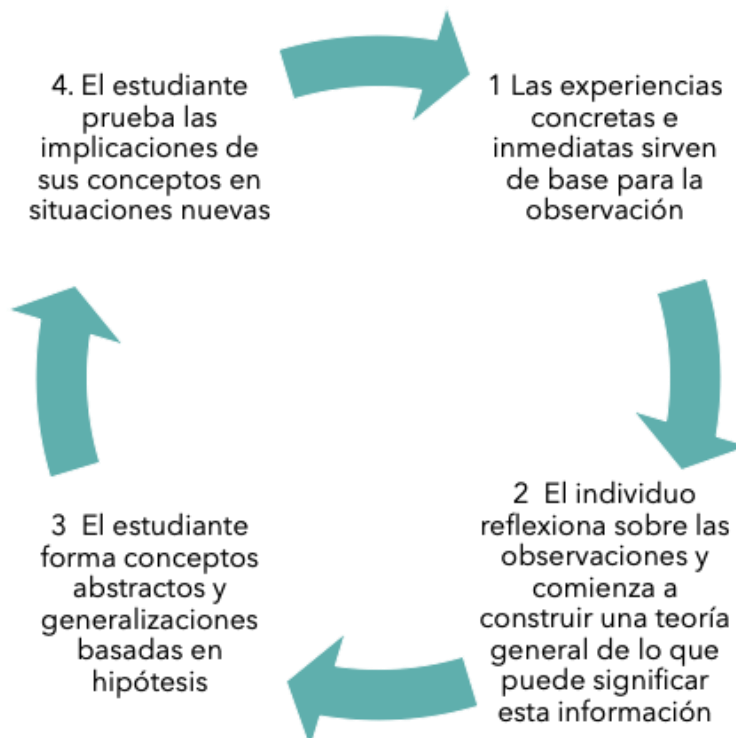 1 Las experiencias
concretas e
inmediatas sirven
de base para la
observación
2 El individuo
reflexiona sobre las
observaciones y
comienza a
construir una teoría
general de lo que
puede significar
esta información
3 El estudiante
forma conceptos
abstractos y
generalizaciones
basadas en
hipótesis
4. El estudiante
prueba las
implicaciones de
sus conceptos en
situaciones nuevas